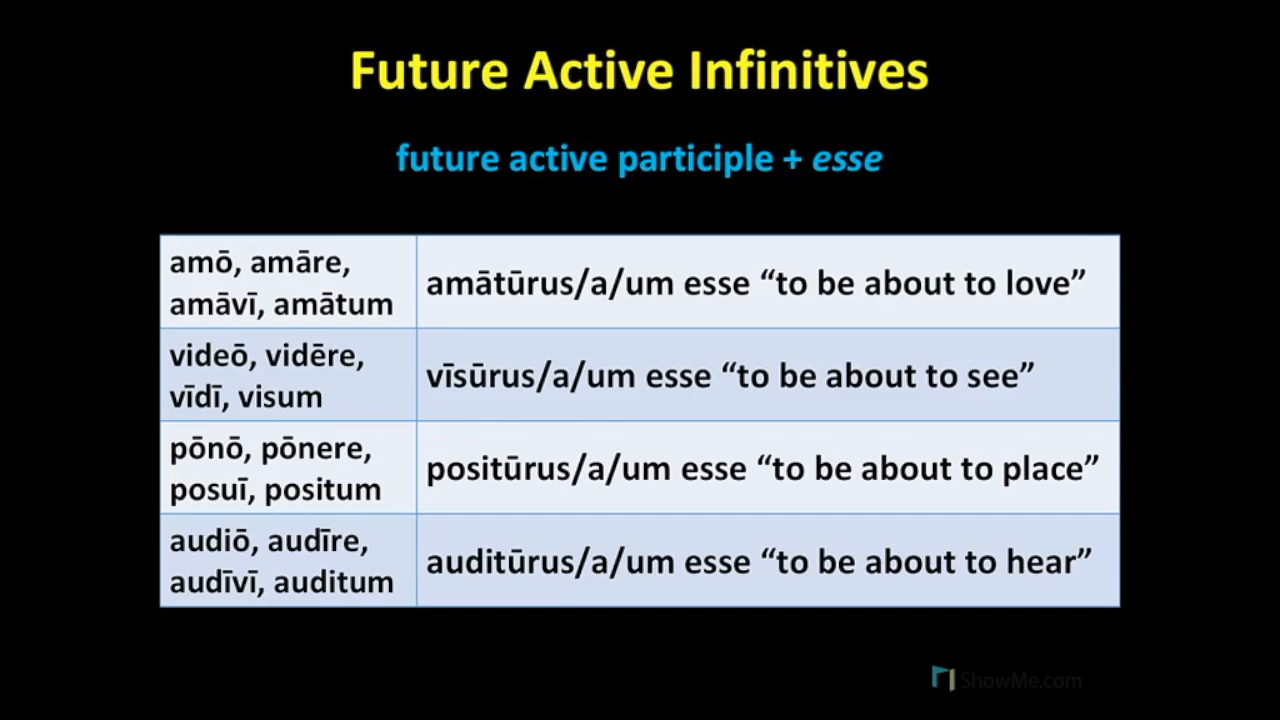 Future Active Infinitives
future active participle + esse
amō, amāre,
amāvī, amātum
amātūrus/a/um esse “to be about to love”
videō, vidēre,
vīdī, visum
vīsūrus/a/um esse “to be about to see”
pōnō, pōnere,
posuī, positum
positūrus/a/um esse “to be about to place”
audiō, audīre,
audīvī, auditum
auditūrus/a/um esse “to be about to hear”
ShowMe.com